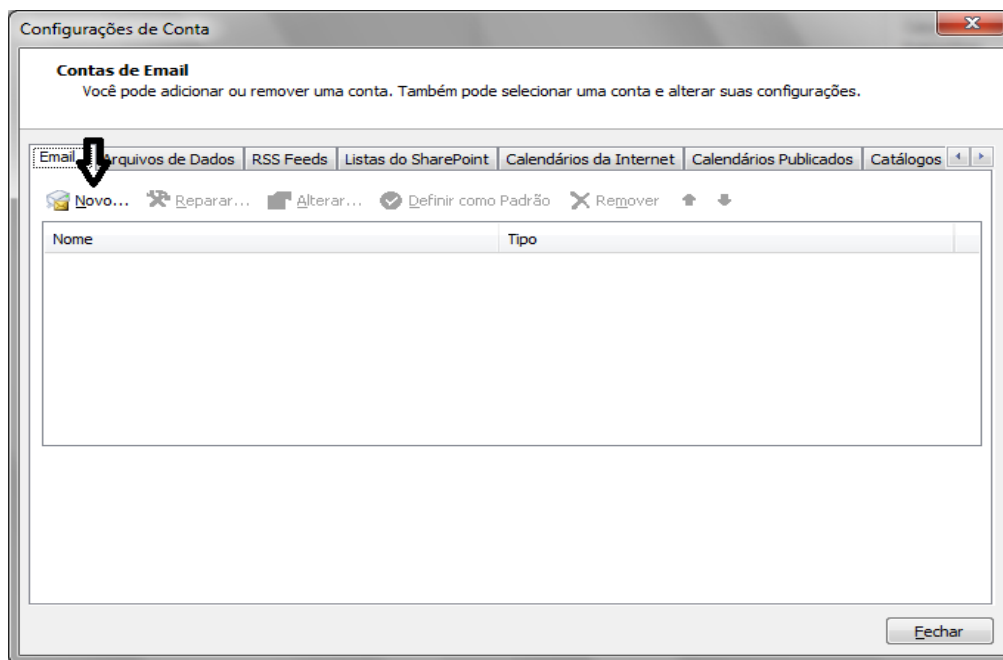 Configurações de Conta
Contas de Email
Você pode adicionar ou remover uma conta. Também pode selecionar uma conta e alterar suas configurações.
Email Arquivos de Dados RSS Feeds Listas do SharePoint Calendários da Internet Calendários Publicados Catálogos
Novo... Reparar... Alterar... Definir como Padrão Remover
Nome Tipo
Fechar